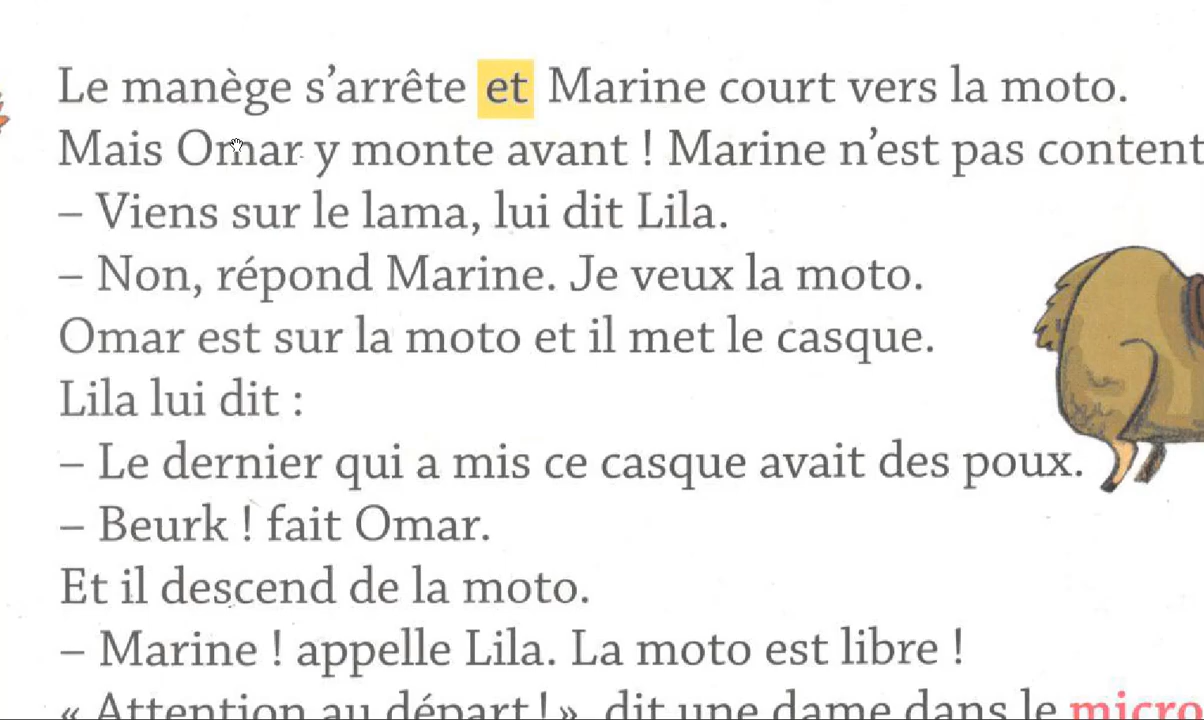 Le manège s'arrête et Marine court vers la moto.
Mais Omar y monte avant ! Marine n'est pas content
– Viens sur le lama, lui dit Lila.
– Non, répond Marine. Je veux la moto.
Omar est sur la moto et il met le casque.
Lila lui dit :
– Le dernier qui a mis ce casque avait des poux.
– Beurk ! fait Omar.
Et il descend de la moto.
– Marine ! appelle Lila. La moto est libre !
« Attention au départ ! », dit une dame dans le micro